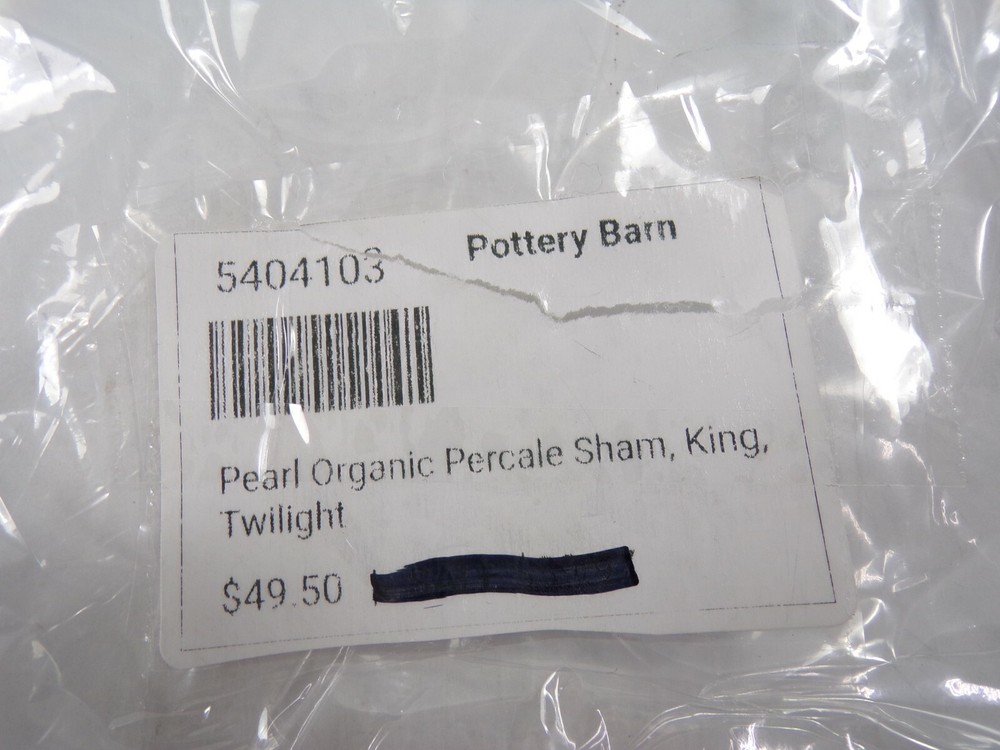 Pottery Barn
5404103
Pearl Organic Percale Sham, King,
Twilight
$49.50